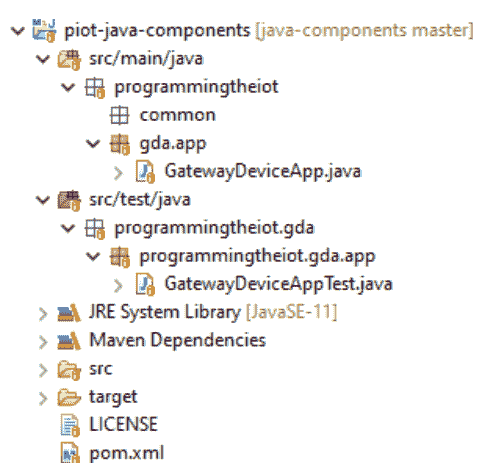 piot-java-components [java-components master]
src/main/java
programmingtheiot
common
gda.app
GatewayDeviceApp.java
src/test/java
programmingtheiot.gda
programmingtheiot.gda.app
GatewayDeviceAppTest.java
JRE System Library [JavaSE-11]
Maven Dependencies
src
target
LICENSE
pom.xml